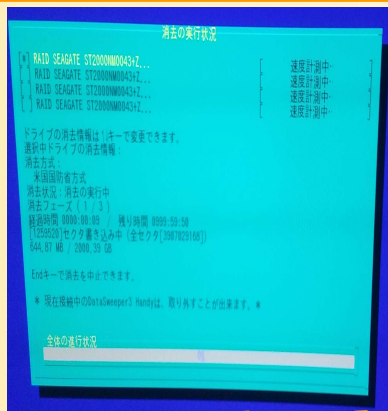 消去の実行状況
[*] RAID SEAGATE ST2000NM0043+Z... [ 速度計測中
[ ] RAID SEAGATE ST2000NM0043+Z... [ 速度計測中
[ ] RAID SEAGATE ST2000NM0043+Z... [ 速度計測中
[ ] RAID SEAGATE ST2000NM0043+Z... [ 速度計測中
ドライブの消去情報は↑↓キーで変更できます。
選択中ドライブの消去情報：
消去方式：
米国国防省方式
消去状況：消去の実行中
消去フェーズ ( 1 / 3 )
経過時間 0000:00:09 / 残り時間 0999:59:50
[1259520]セクタ書き込み中 (全セクタ[3907029168])
644.87 MB / 2000.39 GB
Endキーで消去を中止できます。
* 現在接続中のDataSweeper3 Handyは、取り外すことが出来ます。*
全体の進行状況